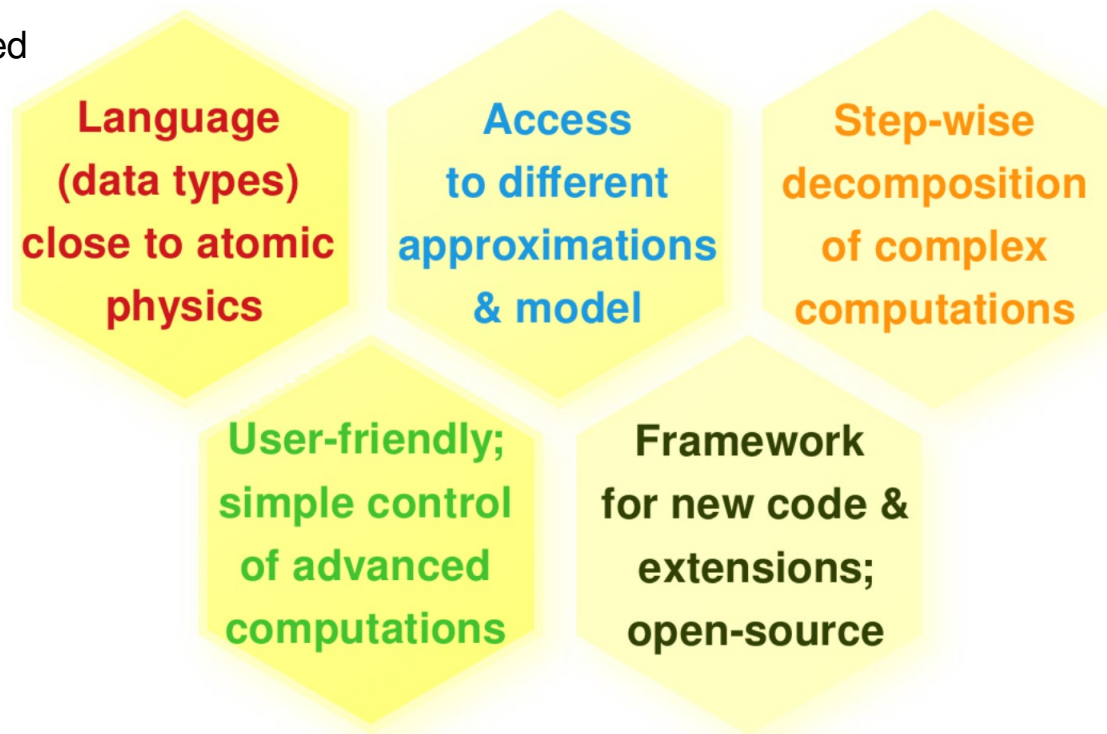 ed
Language
(data types)
close to atomic
physics
Access
to different
approximations
& model
Step-wise
decomposition
of complex
computations
User-friendly;
simple control
of advanced
computations
Framework
for new code &
extensions;
open-source